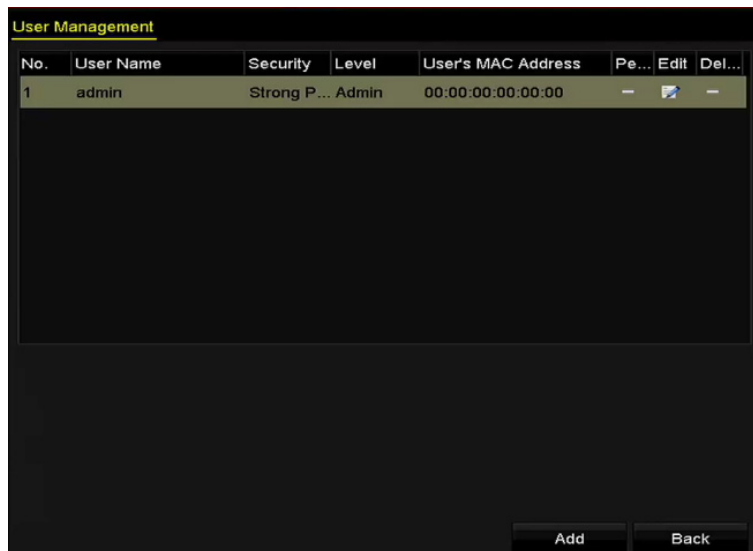 User Management
No. User Name Security Level User's MAC Address Pe... Edit Del...
1 admin Strong P... Admin 00:00:00:00:00:00
Add Back